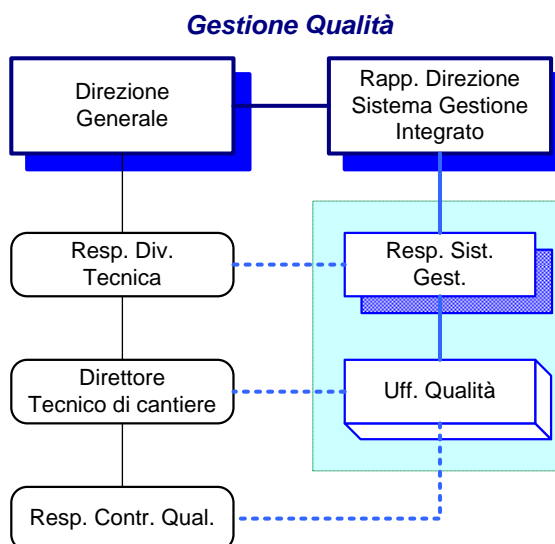 Gestione Qualità
Direzione
Generale
Rapp. Direzione
Sistema Gestione
Integrato
Resp. Div.
Tecnica
Resp. Sist.
Gest.
Direttore
Tecnico di cantiere
Uff. Qualità
Resp. Contr. Qual.